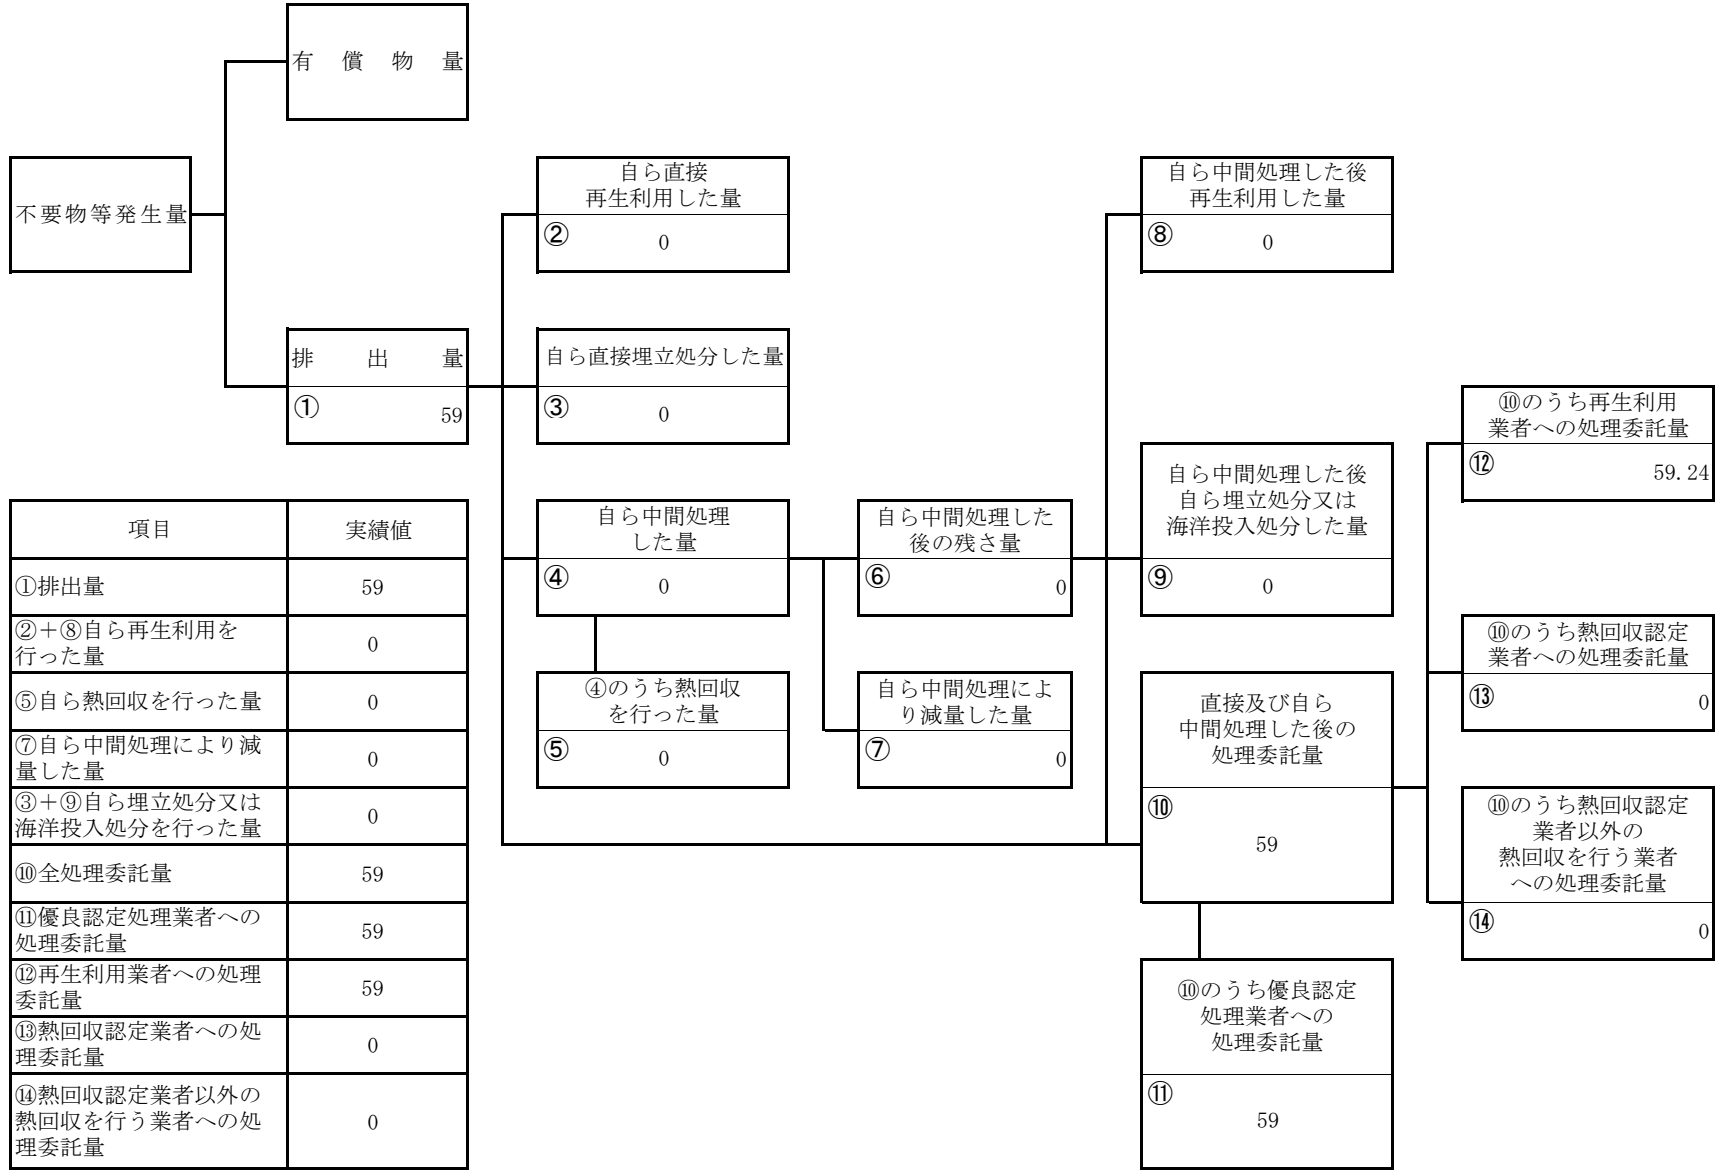 有償物量
不要物等発生量
自ら直接
再生利用した量
② 0
自ら中間処理した後
再生利用した量
⑧ 0
排出量
① 59
自ら直接埋立処分した量
③ 0
⑩のうち再生利用
業者への処理委託量
⑫ 59.24
自ら中間処理した後
自ら埋立処分又は
海洋投入処分した量
⑨ 0
自ら中間処理
した量
④ 0
自ら中間処理した
後の残さ量
⑥ 0
⑩のうち熱回収認定
業者への処理委託量
⑬ 0
④のうち熱回収
を行った量
⑤ 0
自ら中間処理によ
り減量した量
⑦ 0
直接及び自ら
中間処理した後の
処理委託量
⑩
59
⑩のうち熱回収認定
業者以外の
熱回収を行う業者
への処理委託量
⑭ 0
⑩のうち優良認定
処理業者への
処理委託量
⑪
59
項目 実績値
①排出量 59
②＋⑧自ら再生利用を
行った量 0
⑤自ら熱回収を行った量 0
⑦自ら中間処理により減
量した量 0
③＋⑨自ら埋立処分又は
海洋投入処分を行った量 0
⑩全処理委託量 59
⑪優良認定処理業者への
処理委託量 59
⑫再生利用業者への処理
委託量 59
⑬熱回収認定業者への処
理委託量 0
⑭熱回収認定業者以外の
熱回収を行う業者への処
理委託量 0